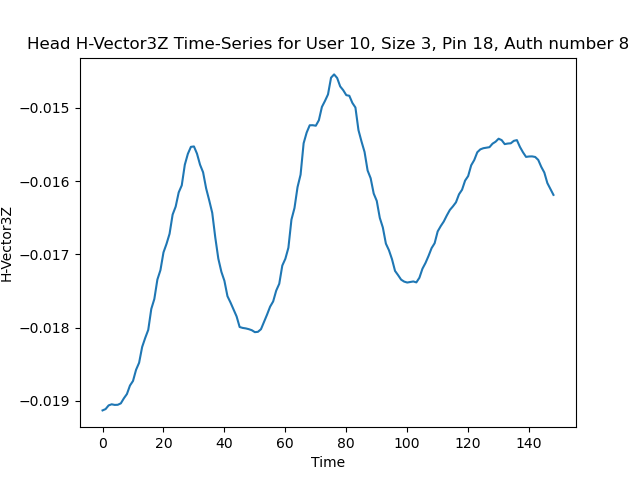 Head H-Vector3Z Time-Series for User 10, Size 3, Pin 18, Auth number 8
H-Vector3Z
−0.015
−0.016
−0.017
−0.018
−0.019
0 20 40 60 80 100 120 140
Time